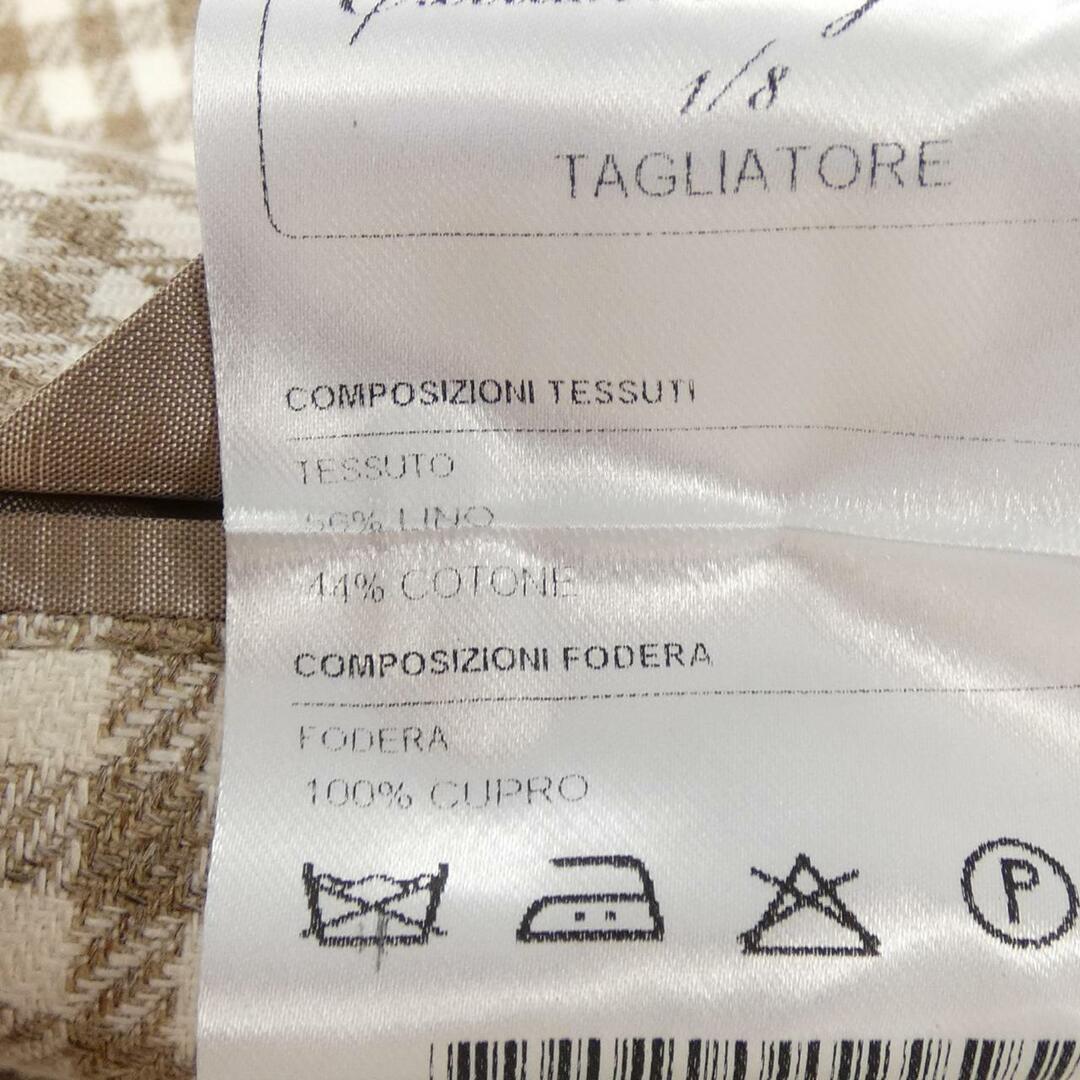 1/8
TAGLIATORE
COMPOSIZIONI TESSUTI
TESSUTO
56% LINO
44% COTONE
COMPOSIZIONI FODERA
FODERA
100% CUPRO
P